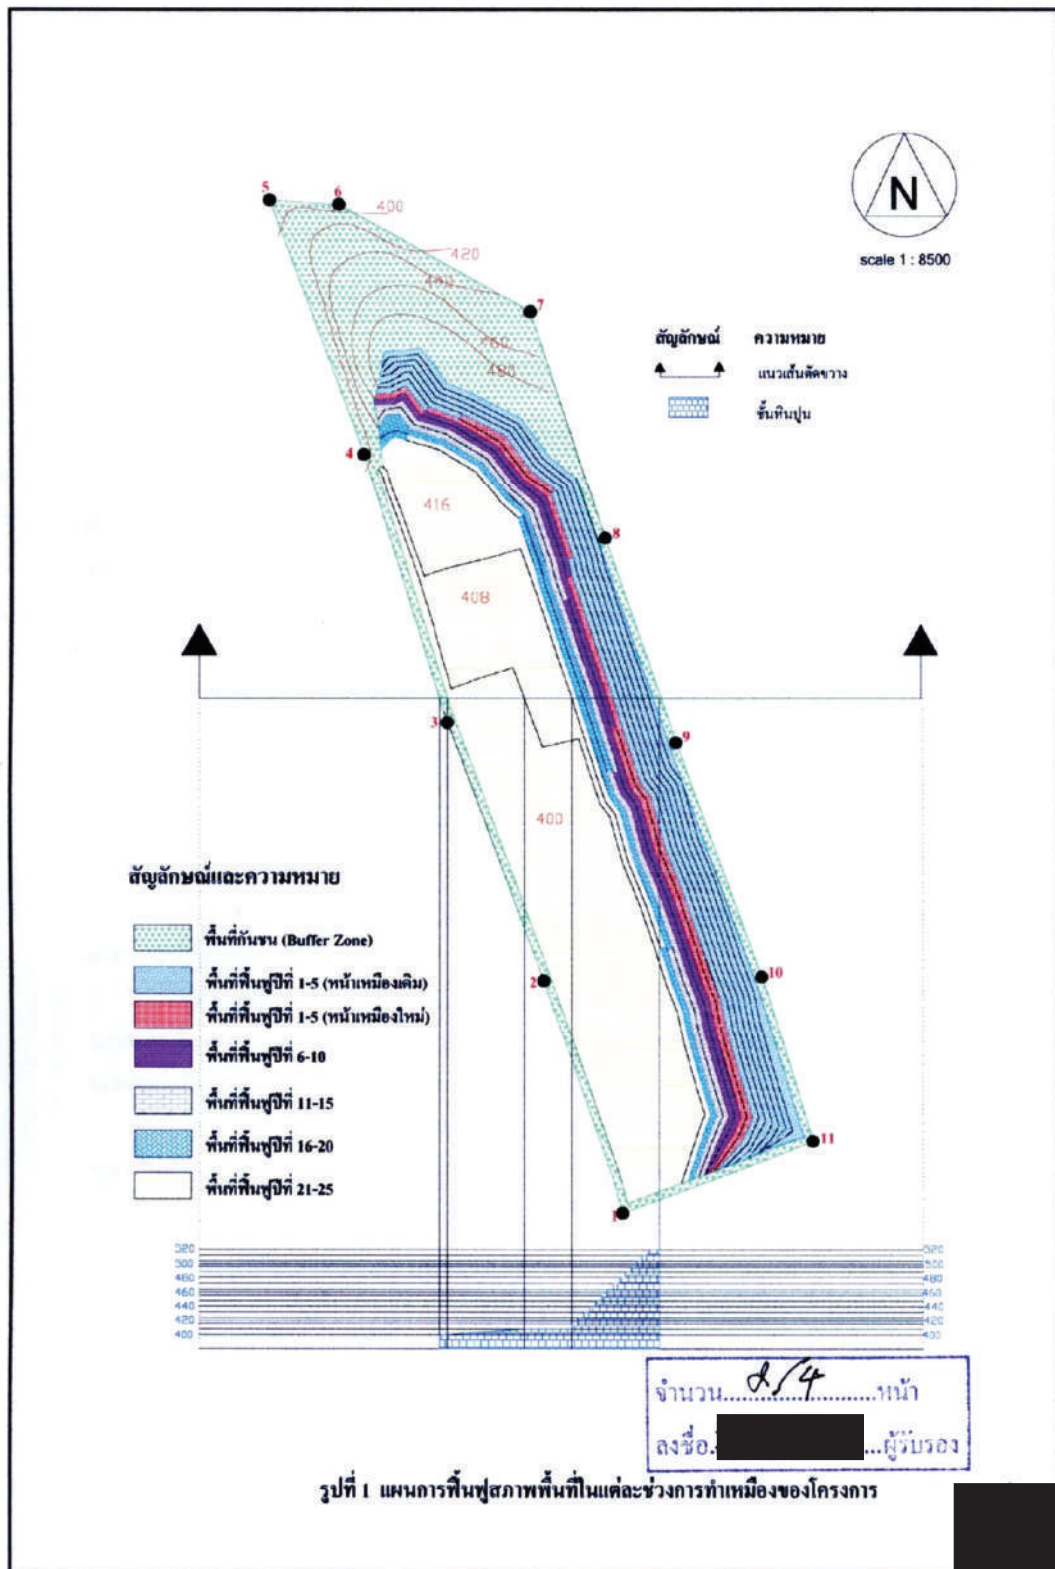 5
6
400
420
460
480
7
N
scale 1 : 8500
สัญลักษณ์ ความหมาย
แนวเส้นตัดขวาง
ชั้นหินปูน
4
416
8
408
3
9
400
สัญลักษณ์และความหมาย
พื้นที่กันชน (Buffer Zone)
พื้นที่ฟื้นฟูปีที่ 1-5 (หน้าเหมืองเดิม)
พื้นที่ฟื้นฟูปีที่ 1-5 (หน้าเหมืองใหม่)
พื้นที่ฟื้นฟูปีที่ 6-10
พื้นที่ฟื้นฟูปีที่ 11-15
พื้นที่ฟื้นฟูปีที่ 16-20
พื้นที่ฟื้นฟูปีที่ 21-25
2
10
11
1
520 520
500 500
480 480
460 460
440 440
420 420
400 400
จำนวน..........................หน้า
ลงชื่อ. ...ผู้รับรอง
รูปที่ 1 แผนการฟื้นฟูสภาพพื้นที่ในแต่ละช่วงการทำเหมืองของโครงการ